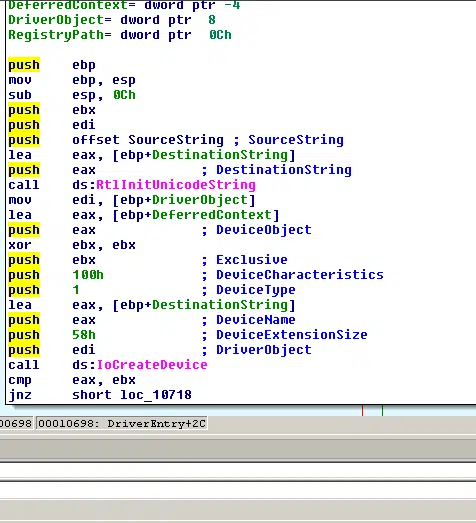 DeferredContext= dword ptr -4
DriverObject= dword ptr  8
RegistryPath= dword ptr  0Ch
push    ebp
mov     ebp, esp
sub     esp, 0Ch
push    ebx
push    edi
push    offset SourceString ; SourceString
lea     eax, [ebp+DestinationString]
push    eax             ; DestinationString
call    ds:RtlInitUnicodeString
mov     edi, [ebp+DriverObject]
lea     eax, [ebp+DeferredContext]
push    eax             ; DeviceObject
xor     ebx, ebx
push    ebx             ; Exclusive
push    100h            ; DeviceCharacteristics
push    1               ; DeviceType
lea     eax, [ebp+DestinationString]
push    eax             ; DeviceName
push    58h             ; DeviceExtensionSize
push    edi             ; DriverObject
call    ds:IoCreateDevice
cmp     eax, ebx
jnz     short loc_10718
00698 00010698: DriverEntry+2C